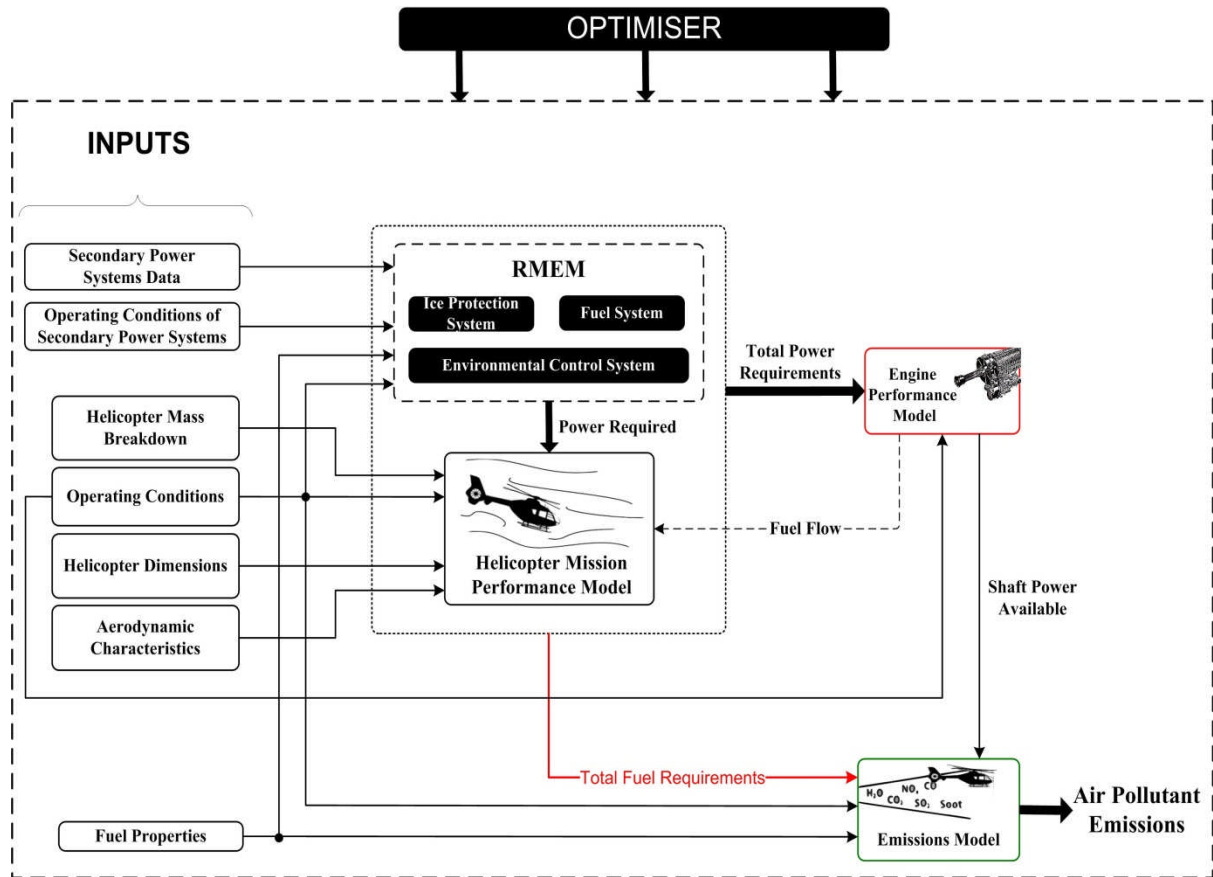 OPTIMISER
INPUTS
Secondary Power
Systems Data
Operating Conditions of
Secondary Power Systems
Helicopter Mass
Breakdown
Operating Conditions
Helicopter Dimensions
Aerodynamic
Characteristics
Fuel Properties
RMEM
Ice Protection
System
Fuel System
Environmental Control System
Power Required
Helicopter Mission
Performance Model
Total Power
Requirements
Engine
Performance
Model
Fuel Flow
Shaft Power
Available
Total Fuel Requirements
H₂O NOₓ CO
CO₂ SO₂ Soot
Emissions Model
Air Pollutant
Emissions